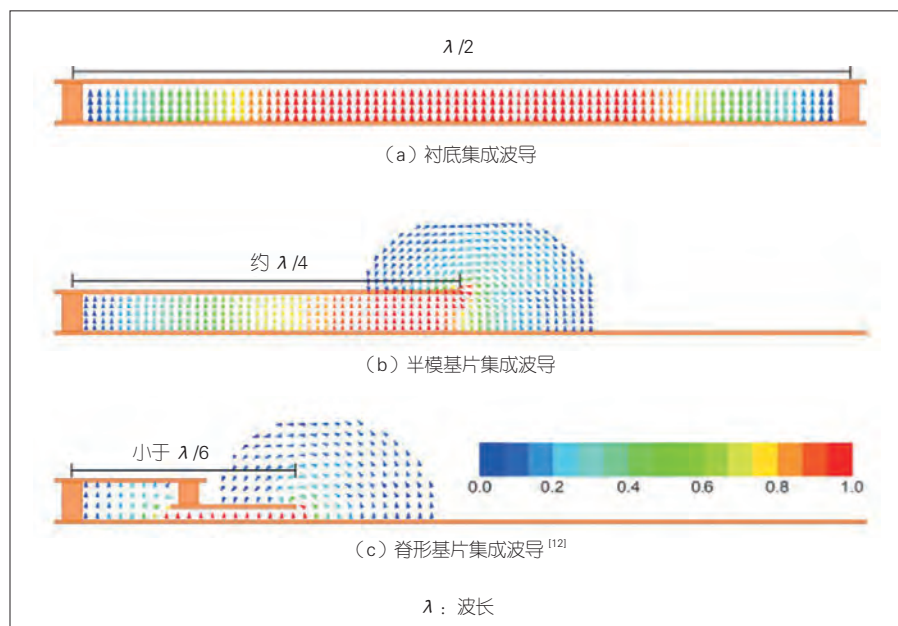 λ/2
（a）衬底集成波导
约 λ/4
（b）半模基片集成波导
小于 λ/6
0.0 0.2 0.4 0.6 0.8 1.0
（c）脊形基片集成波导 [12]
λ ：波长